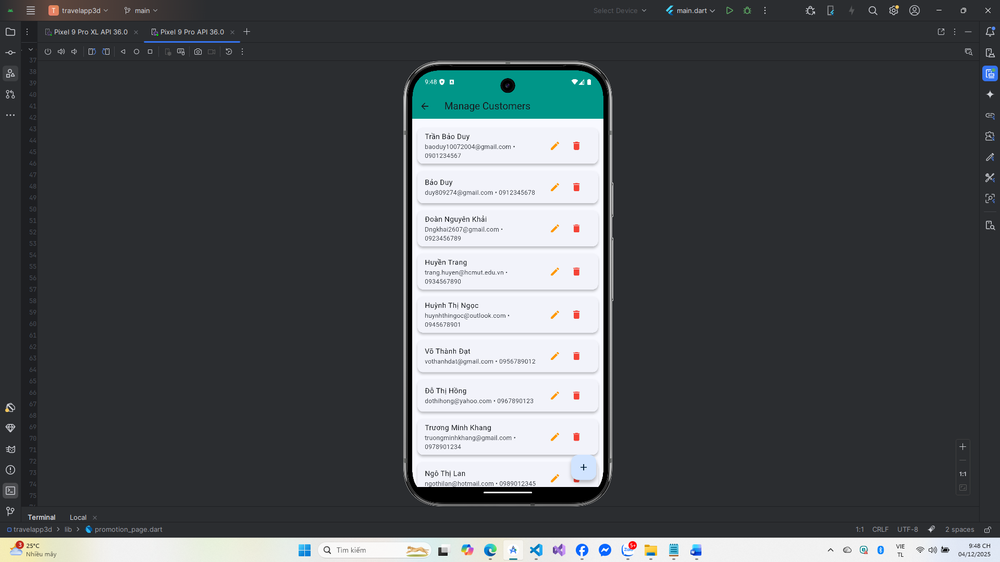 T travelapp3d main Select Device main.dart
Pixel 9 Pro XL API 36.0 Pixel 9 Pro API 36.0
37
38
39
40
41
42
43
44
45
46
47
48
49
50
51
52
53
54
55
56
57
58
59
60
61
62
63
64
65
66
67
68
69
70
71
72
73
74
75
9:48
Manage Customers
Trần Bảo Duy
baoduy10072004@gmail.com •
0901234567
Bảo Duy
duy809274@gmail.com • 0912345678
Đoàn Nguyên Khải
Dngkhai2607@gmail.com •
0923456789
Huyền Trang
trang.huyen@hcmut.edu.vn •
0934567890
Huỳnh Thị Ngọc
huynhthingoc@outlook.com •
0945678901
Võ Thành Đạt
vothanhdat@gmail.com • 0956789012
Đỗ Thị Hồng
dothihong@yahoo.com • 0967890123
Trương Minh Khang
truongminhkhang@gmail.com •
0978901234
Ngô Thị Lan
ngothilan@hotmail.com • 0989012345
+
1:1
Terminal Local
travelapp3d > lib > promotion_page.dart 1:1 CRLF UTF-8 2 spaces
3 25°C
Nhiều mây
Tìm kiếm
Zalo 5+
VIE
TL
9:48 CH
04/12/2025